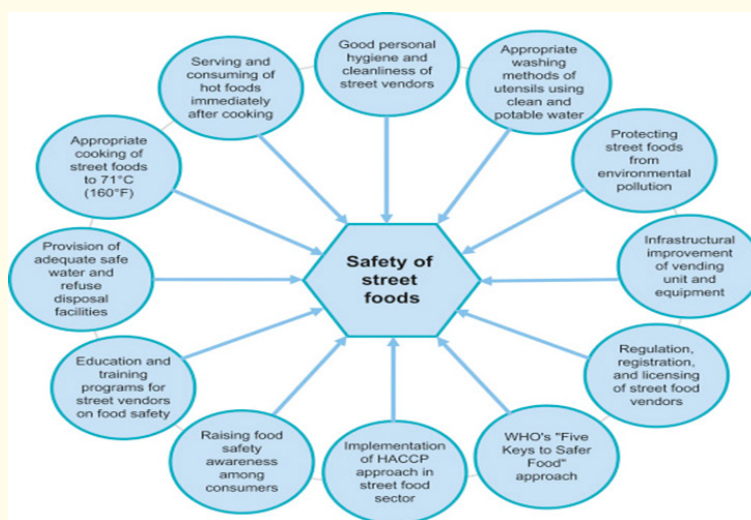 Good personal
hygiene and
cleanliness of
street vendors
Appropriate
washing
methods of
utensils using
clean and
potable water
Protecting
street foods
from
environmental
pollution
Infrastructural
improvement
of vending
unit and
equipment
Regulation,
registration,
and licensing
of street food
vendors
WHO's "Five
Keys to Safer
Food"
approach
Implementation
of HACCP
approach in
street food
sector
Raising food
safety
awareness
among
consumers
Education and
training
programs for
street vendors
on food safety
Provision of
adequate safe
water and
refuse
disposal
facilities
Appropriate
cooking of
street foods
to 71°C
(160°F)
Serving and
consuming of
hot foods
immediately
after cooking
Safety of
street
foods